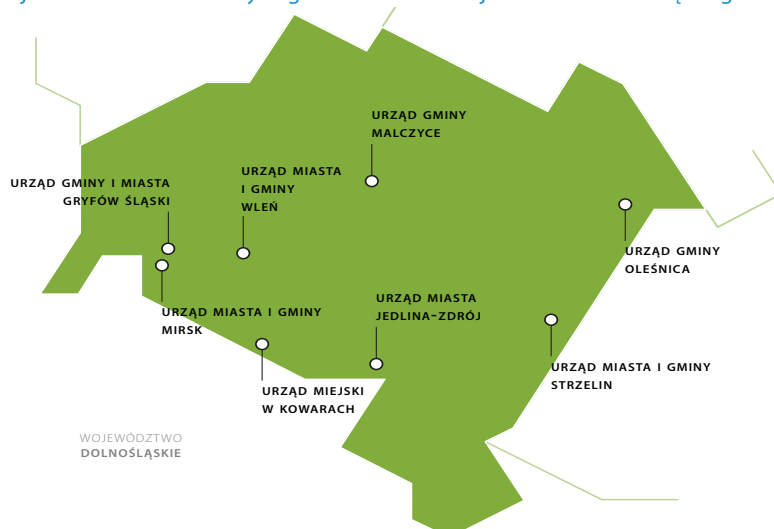 URZĄD GMINY
MALCZYCE
URZĄD GMINY I MIASTA
GRYFÓW ŚLĄSKI
URZĄD MIASTA
I GMINY
WLEŃ
URZĄD GMINY
OLEŚNICA
URZĄD MIASTA I GMINY
MIRSK
URZĄD MIASTA
JEDLINA-ZDRÓJ
URZĄD MIASTA I GMINY
STRZELIN
URZĄD MIEJSKI
W KOWARACH
WOJEWÓDZTWO
DOLNOŚLĄSKIE